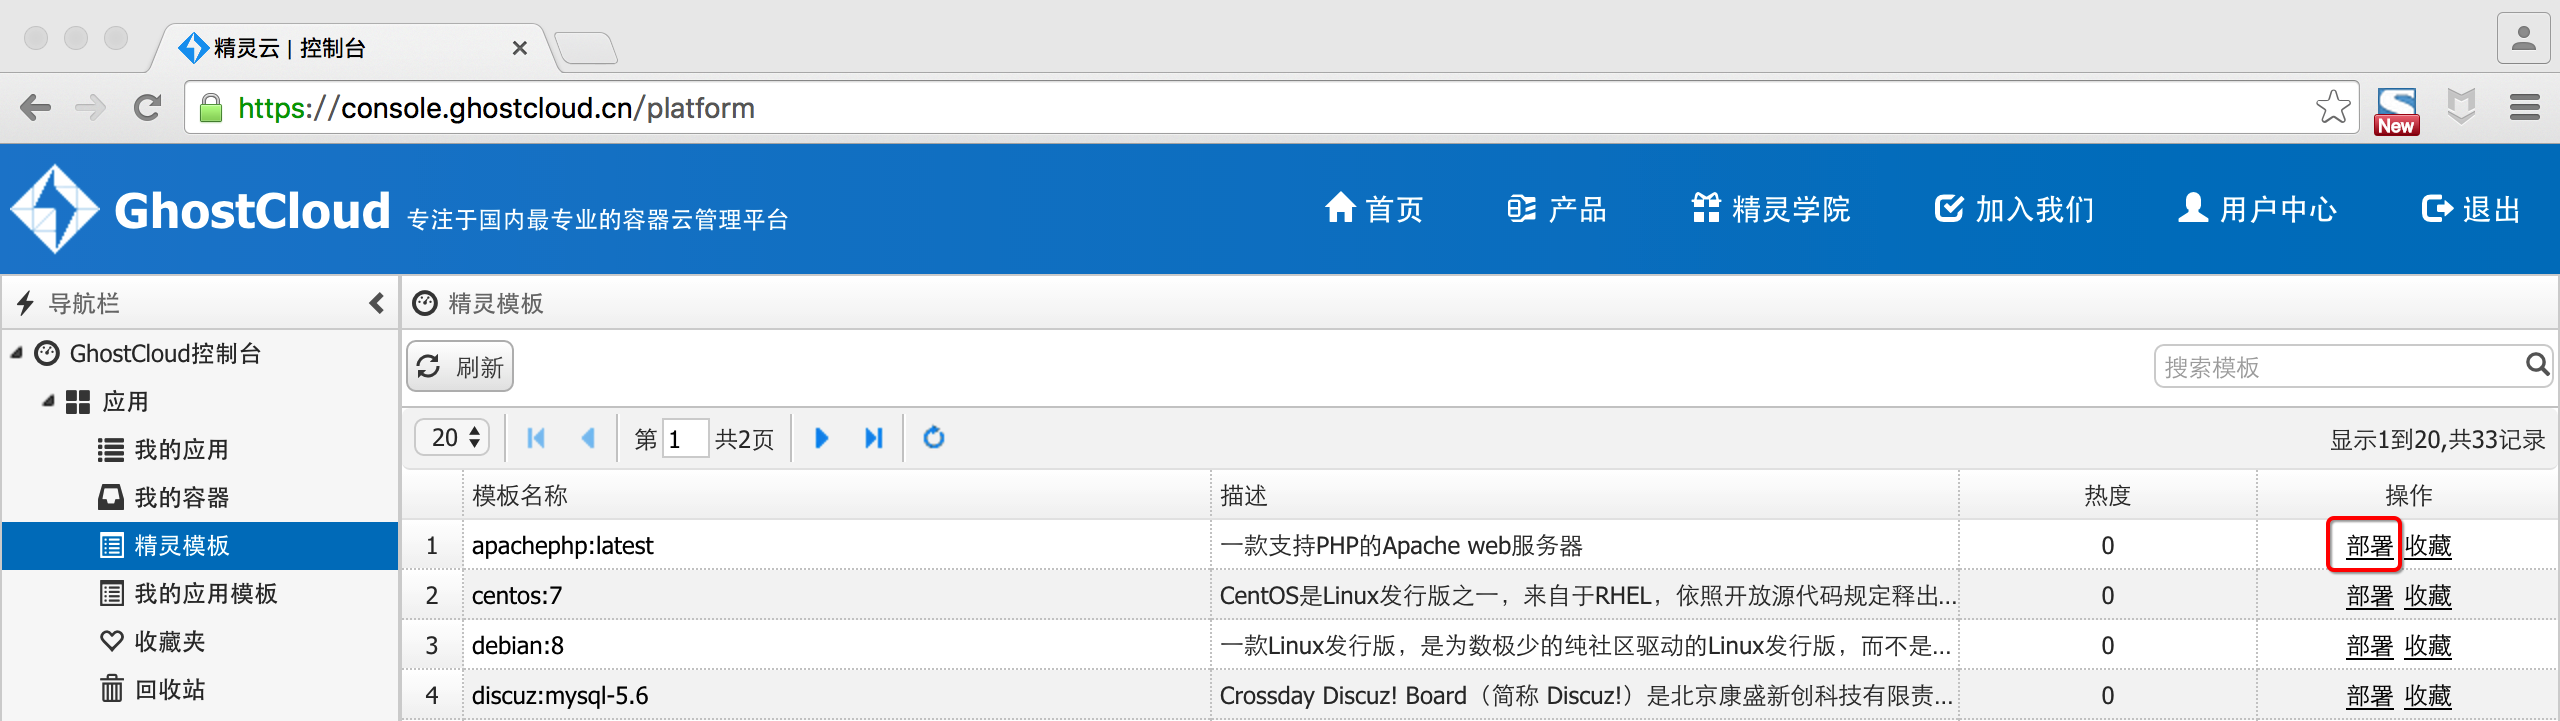 精灵云 | 控制台
https://console.ghostcloud.cn/platform
New
GhostCloud 专注于国内最专业的容器云管理平台
首页 产品 精灵学院 加入我们 用户中心 退出
导航栏
精灵模板
GhostCloud控制台
应用
我的应用
我的容器
精灵模板
我的应用模板
收藏夹
回收站
刷新
搜索模板
20 第 1 共2页 显示1到20,共33记录
模板名称 描述 热度 操作
1 apachephp:latest 一款支持PHP的Apache web服务器 0 部署 收藏
2 centos:7 CentOS是Linux发行版之一，来自于RHEL，依照开放源代码规定释出... 0 部署 收藏
3 debian:8 一款Linux发行版，是为数极少的纯社区驱动的Linux发行版，而不是... 0 部署 收藏
4 discuz:mysql-5.6 Crossday Discuz! Board（简称 Discuz!）是北京康盛新创科技有限责... 0 部署 收藏